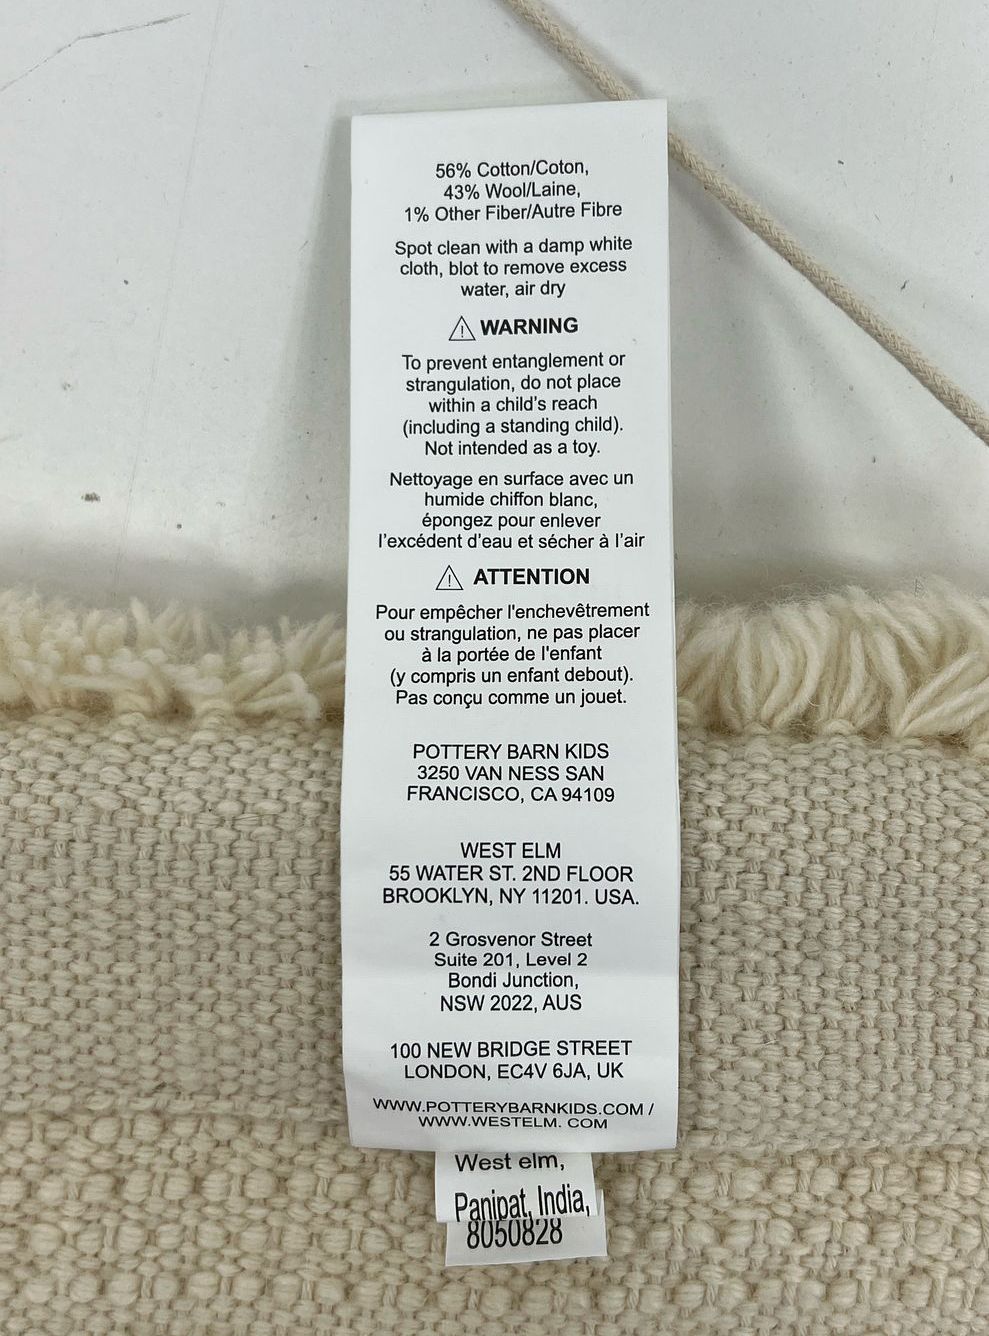 56% Cotton/Coton,
43% Wool/Laine,
1% Other Fiber/Autre Fibre
Spot clean with a damp white
cloth, blot to remove excess
water, air dry
⚠ WARNING
To prevent entanglement or
strangulation, do not place
within a child's reach
(including a standing child).
Not intended as a toy.
Nettoyage en surface avec un
humide chiffon blanc,
épongez pour enlever
l'excédent d'eau et sécher à l'air
⚠ ATTENTION
Pour empêcher l'enchevêtrement
ou strangulation, ne pas placer
à la portée de l'enfant
(y compris un enfant debout).
Pas conçu comme un jouet.
POTTERY BARN KIDS
3250 VAN NESS SAN
FRANCISCO, CA 94109
WEST ELM
55 WATER ST. 2ND FLOOR
BROOKLYN, NY 11201. USA.
2 Grosvenor Street
Suite 201, Level 2
Bondi Junction,
NSW 2022, AUS
100 NEW BRIDGE STREET
LONDON, EC4V 6JA, UK
WWW.POTTERYBARNKIDS.COM /
WWW.WESTELM. COM
West elm,
Panipat, India,
8050828